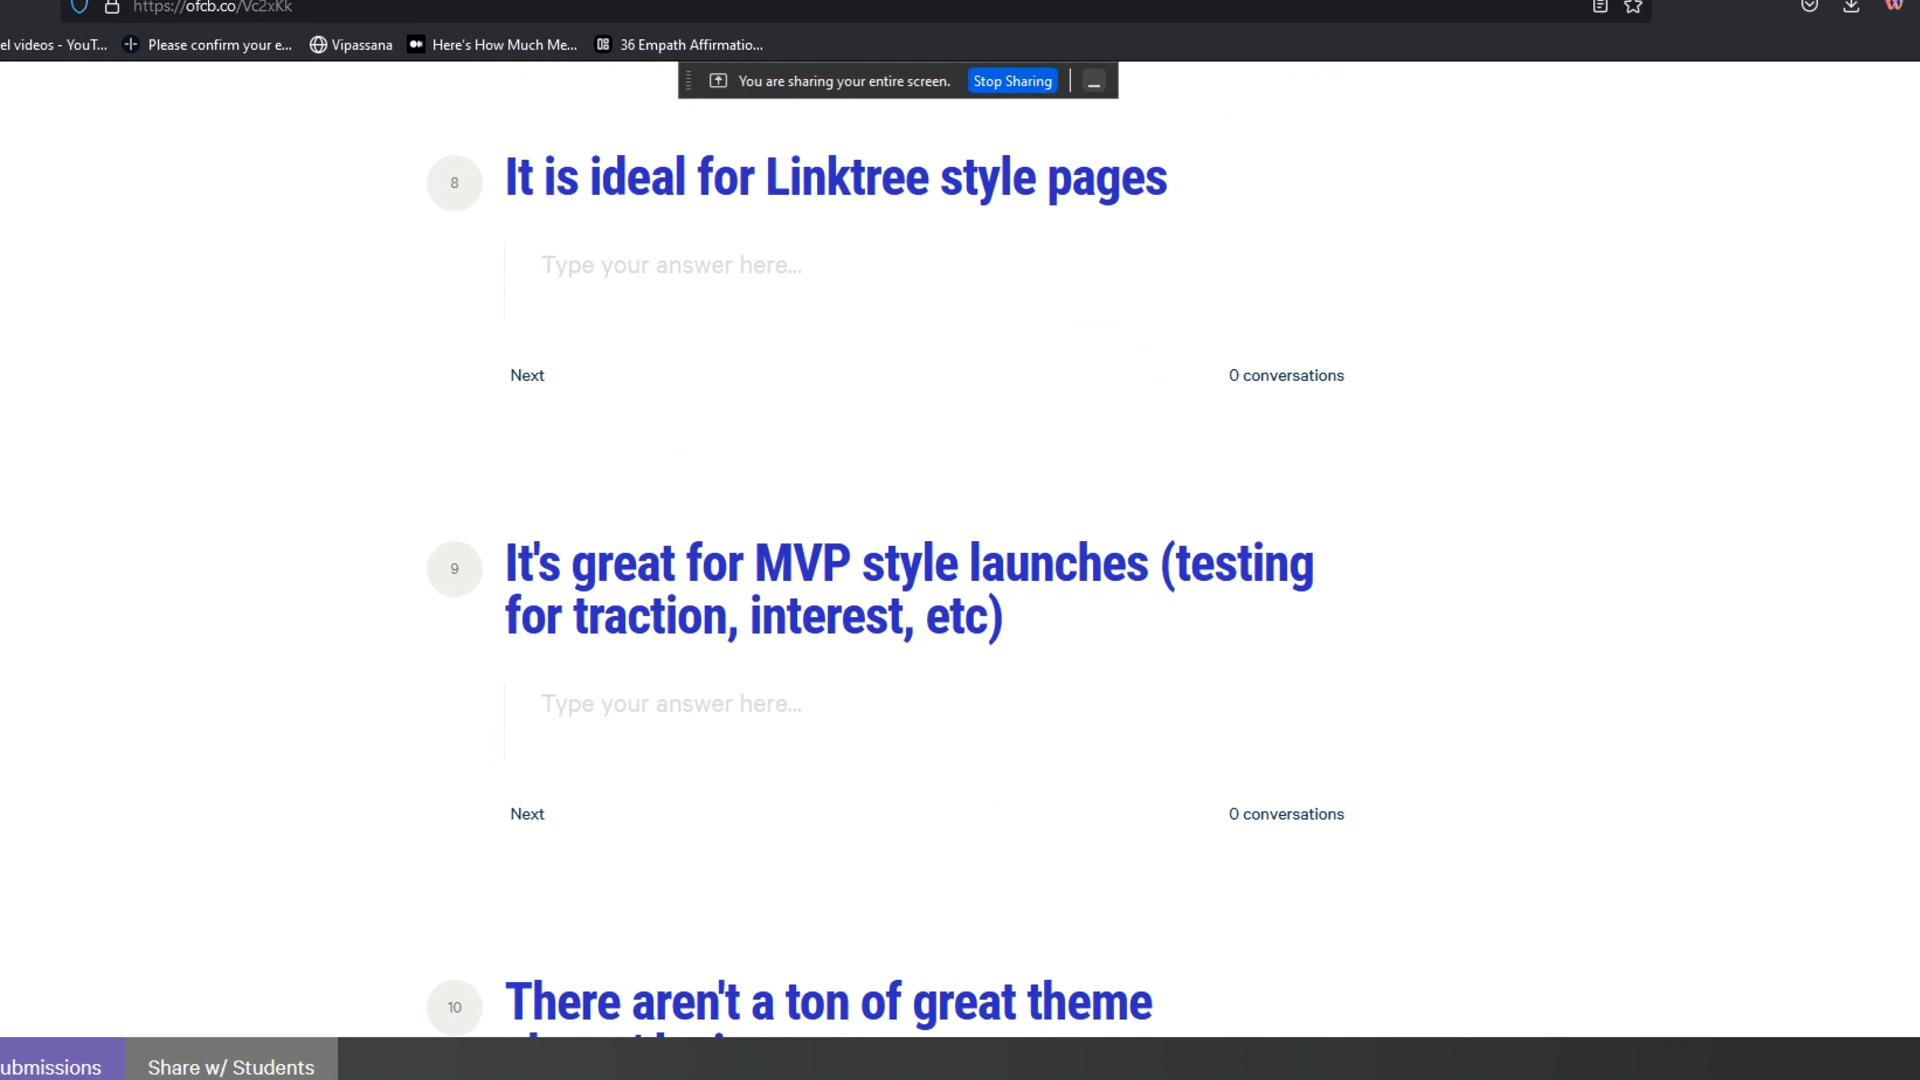 https://ofcb.co/Vc2xKk
el videos - YouT... Please confirm your e... Vipassana Here's How Much Me... 36 Empath Affirmatio...
You are sharing your entire screen. Stop Sharing
8 It is ideal for Linktree style pages
Type your answer here...
Next 0 conversations
9 It's great for MVP style launches (testing
for traction, interest, etc)
Type your answer here...
Next 0 conversations
10 There aren't a ton of great theme
ubmissions Share w/ Students